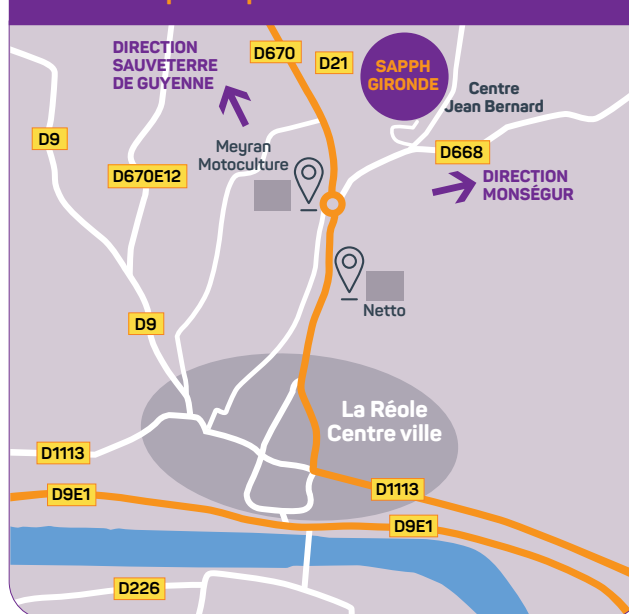 DIRECTION
SAUVETERRE
DE GUYENNE
D670
D21
SAPPH
GIRONDE
Centre
Jean Bernard
D9
Meyran
Motoculture
D668
D670E12
DIRECTION
MONSÉGUR
Netto
D9
La Réole
Centre ville
D1113
D1113
D9E1
D9E1
D226